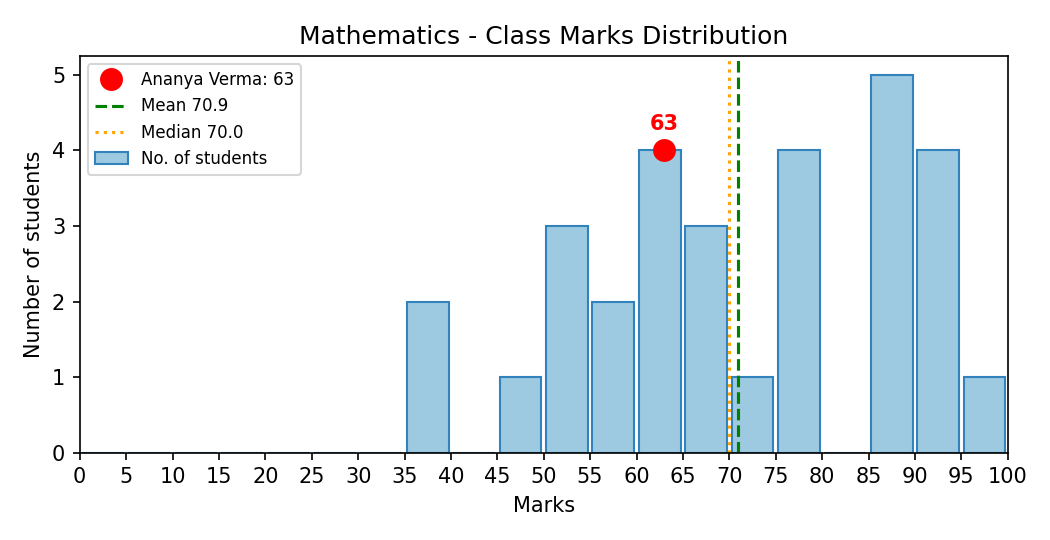 Mathematics - Class Marks Distribution
Ananya Verma: 63
Mean 70.9
Median 70.0
No. of students
63
Number of students
5
4
3
2
1
0
0 5 10 15 20 25 30 35 40 45 50 55 60 65 70 75 80 85 90 95 100
Marks